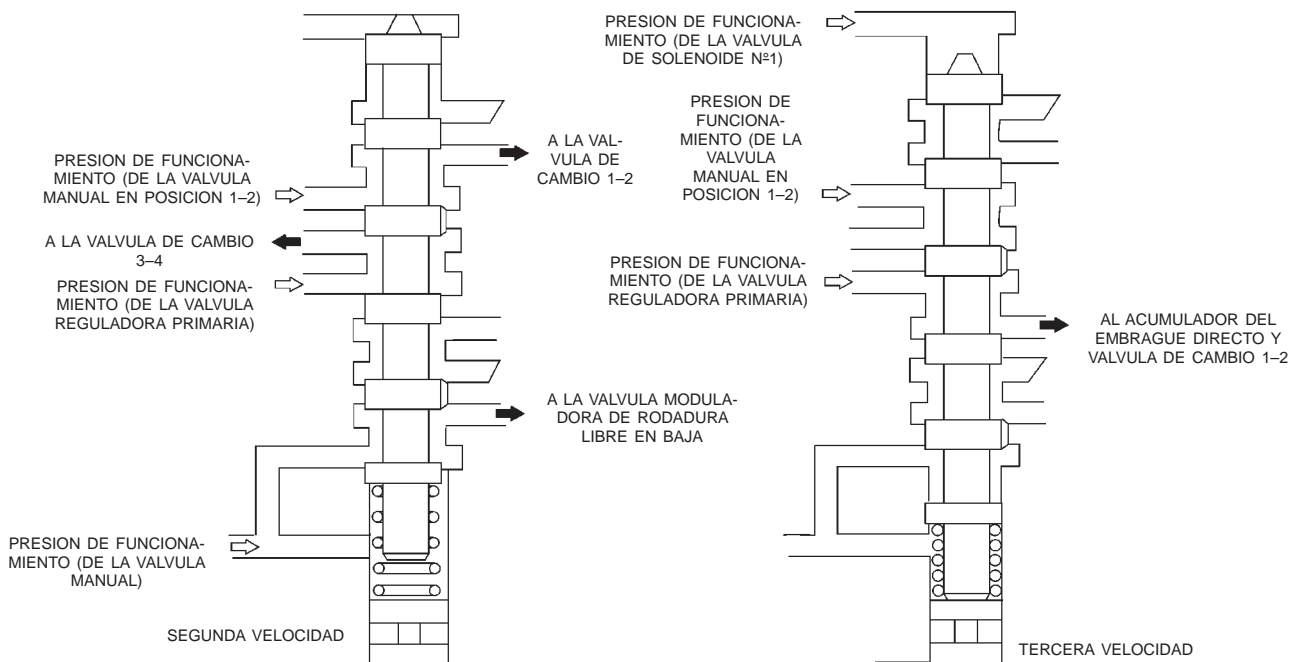 PRESION DE FUNCIONA-
MIENTO (DE LA VALVULA
MANUAL EN POSICION 1–2)
A LA VALVULA DE CAMBIO
3–4
PRESION DE FUNCIONA-
MIENTO (DE LA VALVULA
REGULADORA PRIMARIA)
PRESION DE FUNCIONA-
MIENTO (DE LA VALVULA
MANUAL)
A LA VAL-
VULA DE
CAMBIO 1–2
A LA VALVULA MODULA-
DORA DE RODADURA
LIBRE EN BAJA
SEGUNDA VELOCIDAD
PRESION DE FUNCIONA-
MIENTO (DE LA VALVULA
DE SOLENOIDE Nº1)
PRESION DE
FUNCIONA-
MIENTO (DE LA
VALVULA
MANUAL EN
POSICION 1–2)
PRESION DE FUNCIONA-
MIENTO (DE LA VALVULA
REGULADORA PRIMARIA)
AL ACUMULADOR DEL
EMBRAGUE DIRECTO Y
VALVULA DE CAMBIO 1–2
TERCERA VELOCIDAD